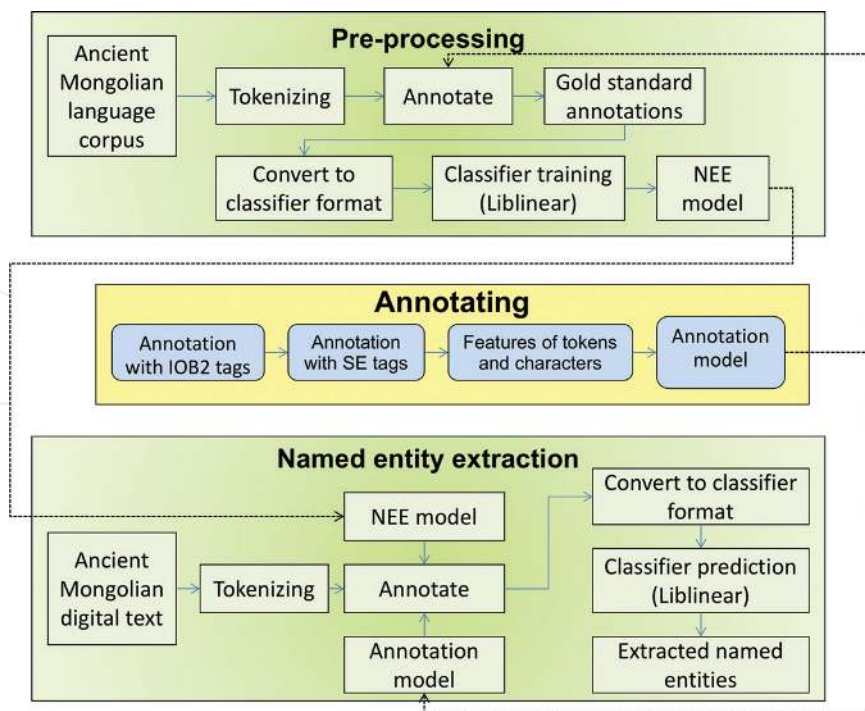 Pre-processing
Ancient
Mongolian
language
corpus
Tokenizing
Annotate
Gold standard
annotations
Convert to
classifier format
Classifier training
(Liblinear)
NEE
model
Annotating
Annotation
with IOB2 tags
Annotation
with SE tags
Features of tokens
and characters
Annotation
model
Named entity extraction
Ancient
Mongolian
digital text
Tokenizing
NEE model
Annotate
Annotation
model
Convert to classifier
format
Classifier prediction
(Liblinear)
Extracted named
entities